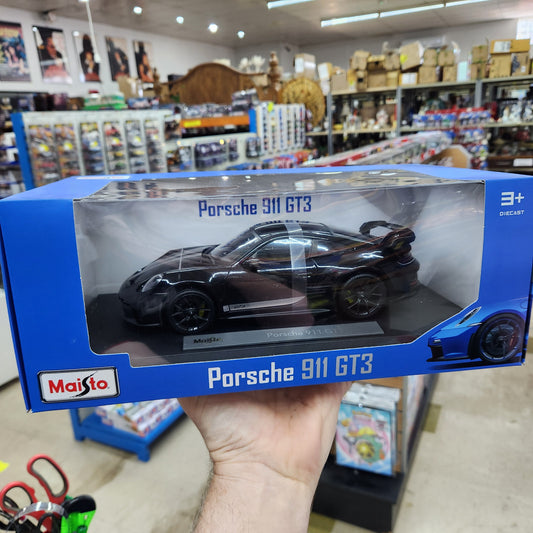 Porsche 911 GT3
3+
DIECAST
Maisto
Porsche 911 GT3
Maisto
Porsche 911 GT3